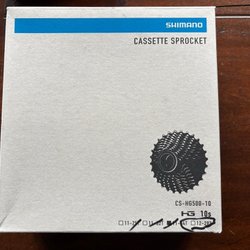 SHIMANO
CASSETTE SPROCKET
CS-HG500-10
HG 10s